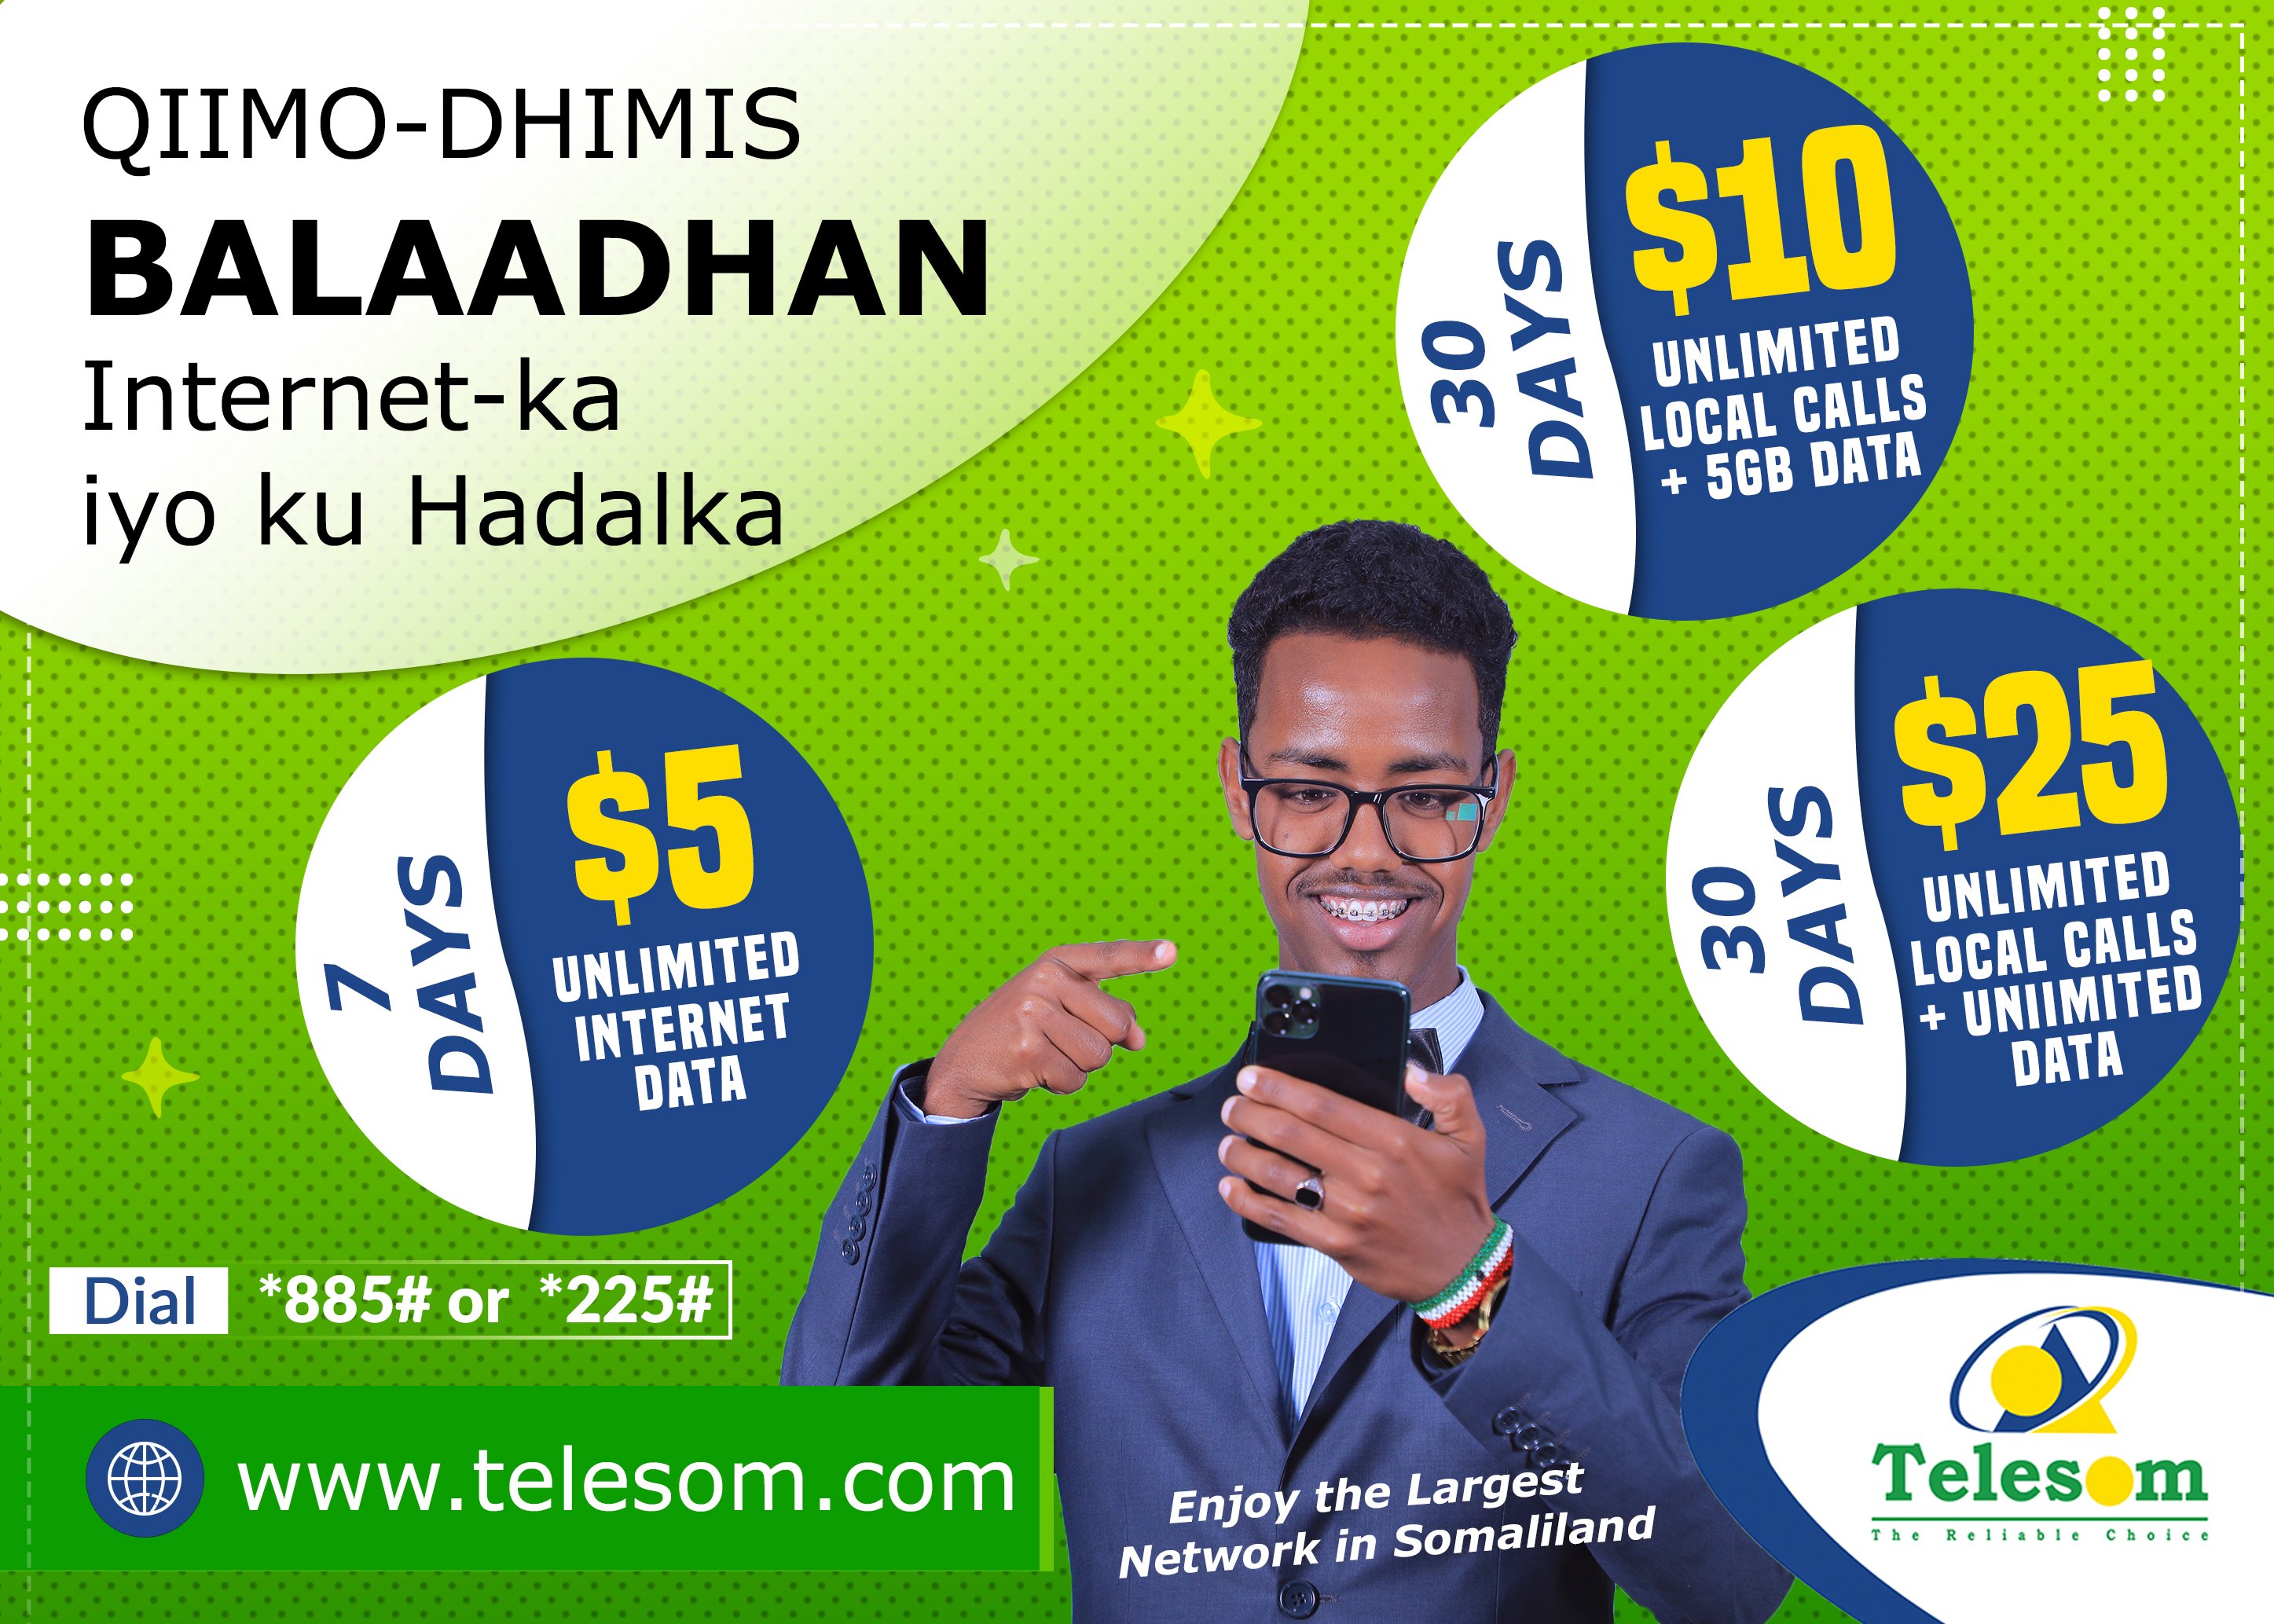 QIIMO-DHIMIS
BALAADHAN
Internet-ka
iyo ku Hadalka
30
DAYS
$10
UNLIMITED
LOCAL CALLS
+ 5GB DATA
30
DAYS
$25
UNLIMITED
LOCAL CALLS
+ UNIIMITED
DATA
7
DAYS
$5
UNLIMITED
INTERNET
DATA
Dial *885# or *225#
www.telesom.com
Enjoy the Largest
Network in Somaliland
Telesom
The Reliable Choice